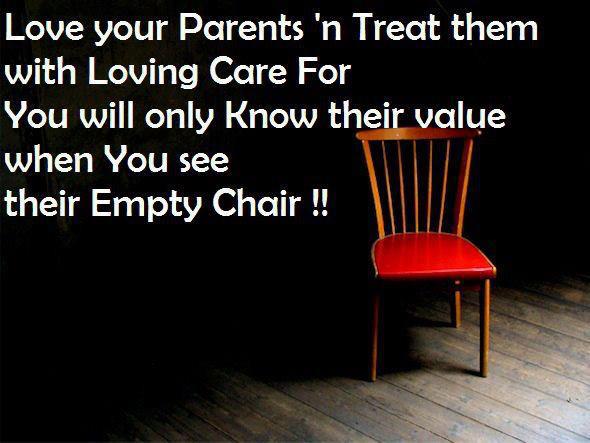 Love your Parents 'n Treat them
with Loving Care For
You will only Know their value
when You see
their Empty Chair !!